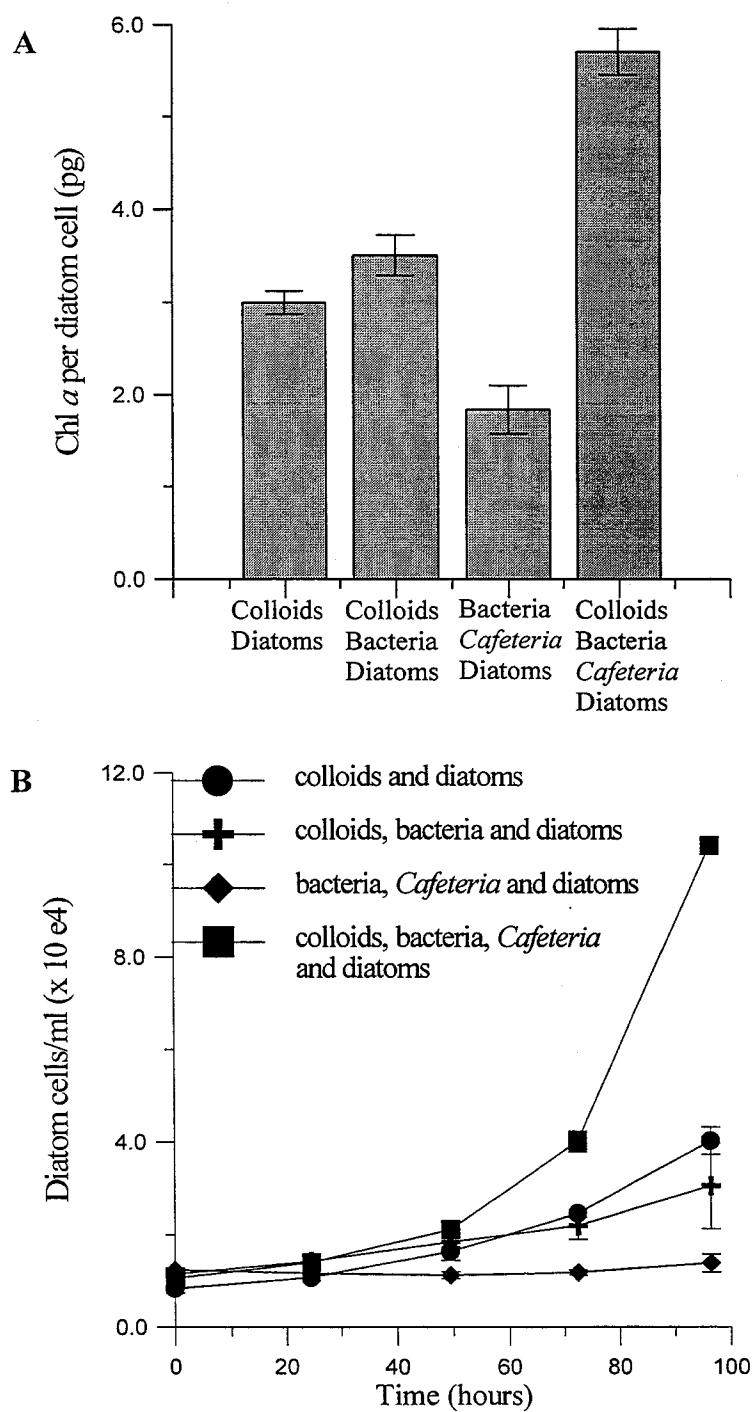 A
6.0
4.0
2.0
0.0
Chl a per diatom cell (pg)
Colloids
Diatoms
Colloids
Bacteria
Diatoms
Bacteria
Cafeteria
Diatoms
Colloids
Bacteria
Cafeteria
Diatoms
B
12.0
8.0
4.0
0.0
Diatom cells/ml (x 10 e4)
colloids and diatoms
colloids, bacteria and diatoms
bacteria, Cafeteria and diatoms
colloids, bacteria, Cafeteria
and diatoms
0 20 40 60 80 100
Time (hours)